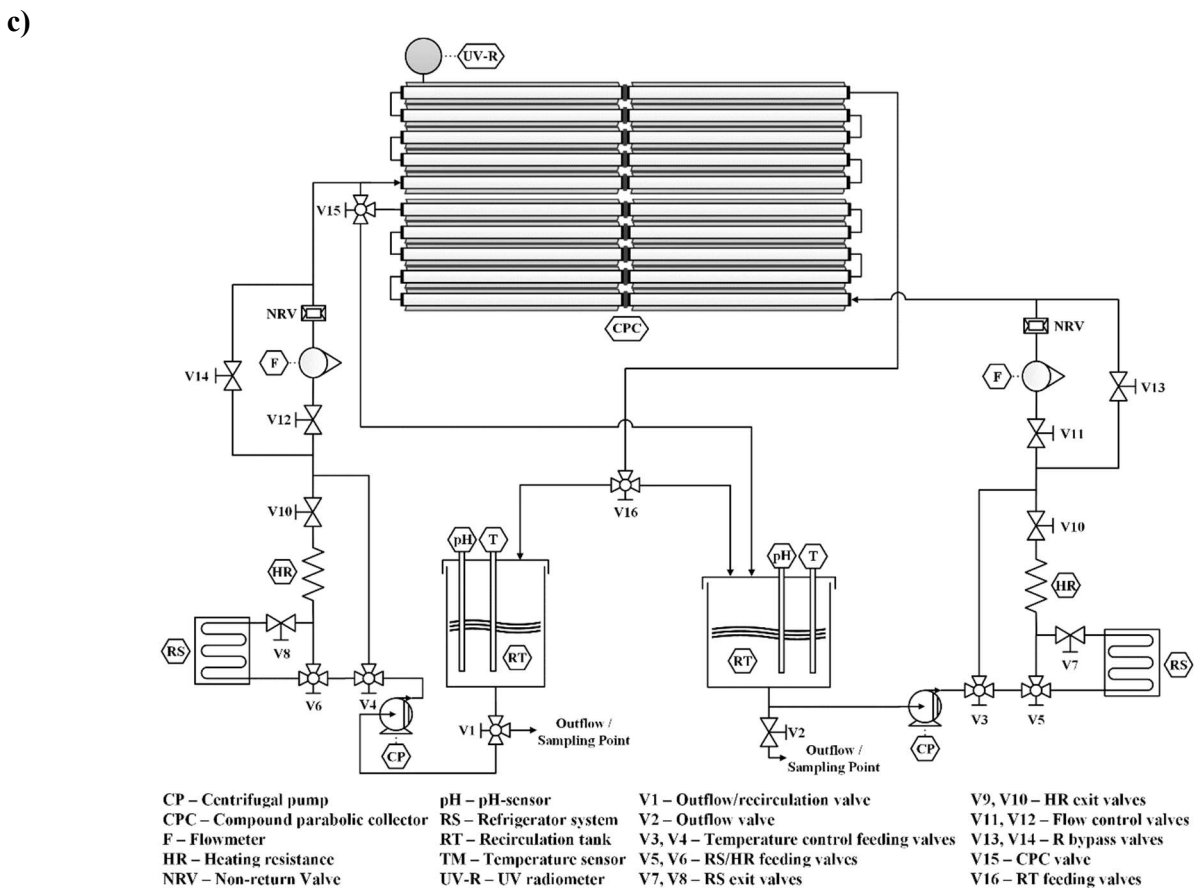 c)
UV-R
V15
CPC
NRV
NRV
F
F
V14
V13
V12
V11
V16
V10
V10
pH
T
pH
T
HR
HR
RS
V8
RT
RT
V7
RS
V6
V4
V3
V5
V1
Outflow /
Sampling Point
V2
CP
CP
Outflow /
Sampling Point
CP – Centrifugal pump
CPC – Compound parabolic collector
F – Flowmeter
HR – Heating resistance
NRV – Non-return Valve
pH – pH-sensor
RS – Refrigerator system
RT – Recirculation tank
TM – Temperature sensor
UV-R – UV radiometer
V1 – Outflow/recirculation valve
V2 – Outflow valve
V3, V4 – Temperature control feeding valves
V5, V6 – RS/HR feeding valves
V7, V8 – RS exit valves
V9, V10 – HR exit valves
V11, V12 – Flow control valves
V13, V14 – R bypass valves
V15 – CPC valve
V16 – RT feeding valves